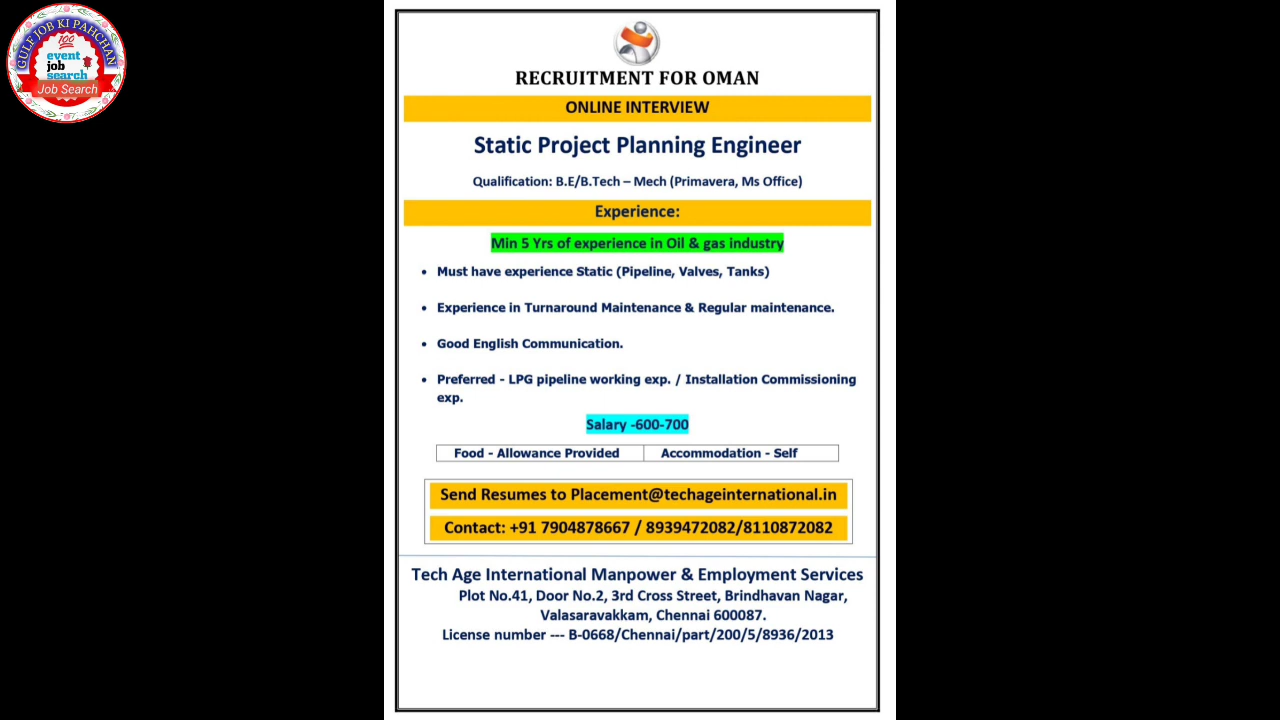 GULF JOB KI PAHCHAN
100
event
job
search
Job Search
RECRUITMENT FOR OMAN
ONLINE INTERVIEW
Static Project Planning Engineer
Qualification: B.E/B.Tech – Mech (Primavera, Ms Office)
Experience:
Min 5 Yrs of experience in Oil & gas industry
• Must have experience Static (Pipeline, Valves, Tanks)
• Experience in Turnaround Maintenance & Regular maintenance.
• Good English Communication.
• Preferred - LPG pipeline working exp. / Installation Commissioning
exp.
Salary -600-700
Food - Allowance Provided Accommodation - Self
Send Resumes to Placement@techageinternational.in
Contact: +91 7904878667 / 8939472082/8110872082
Tech Age International Manpower & Employment Services
Plot No.41, Door No.2, 3rd Cross Street, Brindhavan Nagar,
Valasaravakkam, Chennai 600087.
License number --- B-0668/Chennai/part/200/5/8936/2013